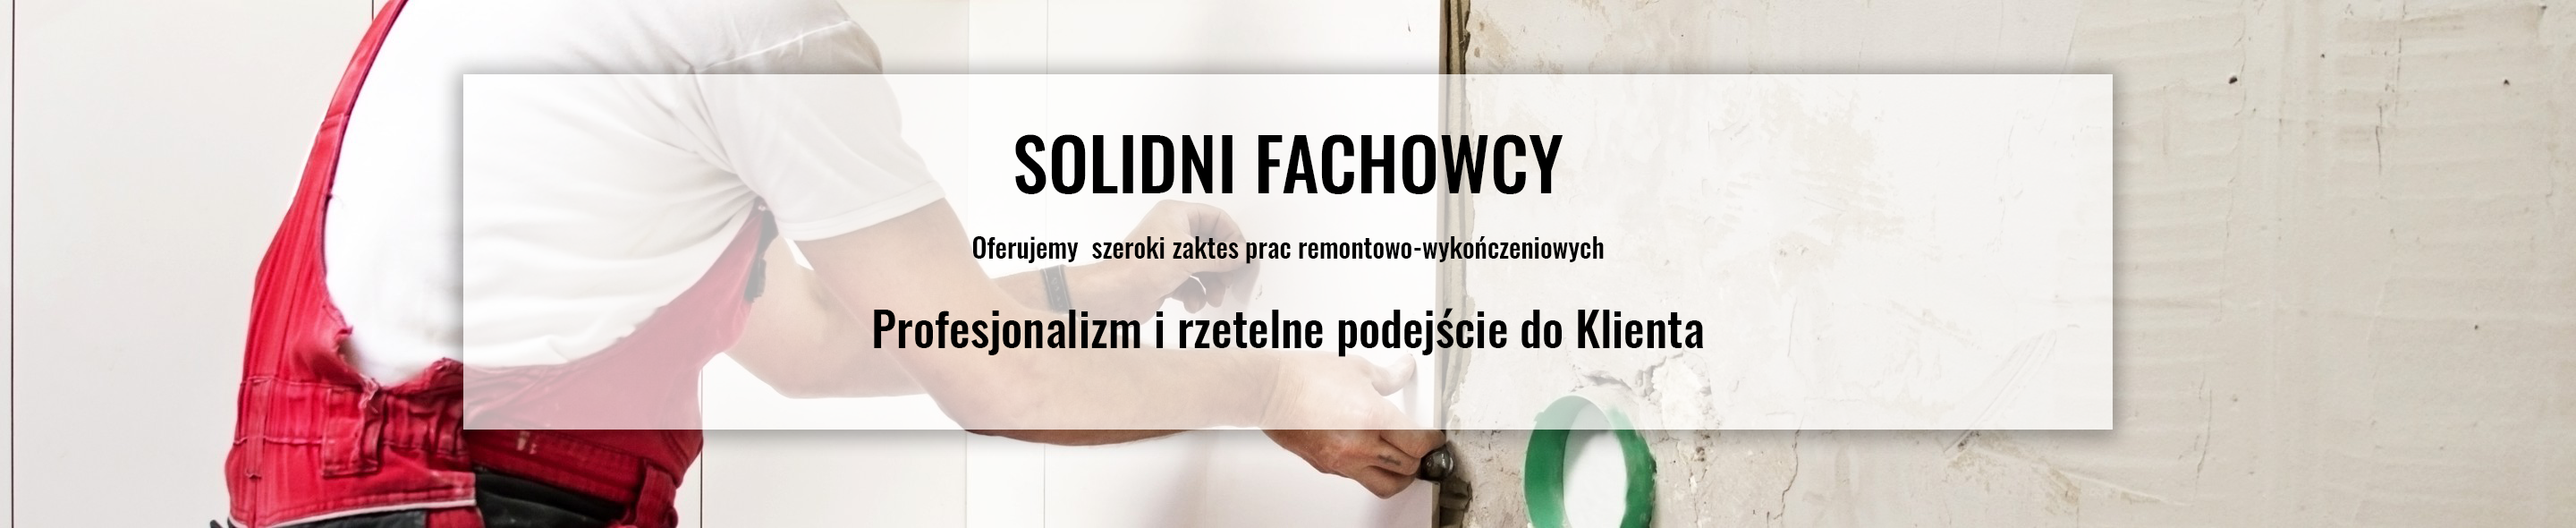 SOLIDNI FACHOWCY
Oferujemy  szeroki zaktes prac remontowo-wykończeniowych
Profesjonalizm i rzetelne podejście do Klienta